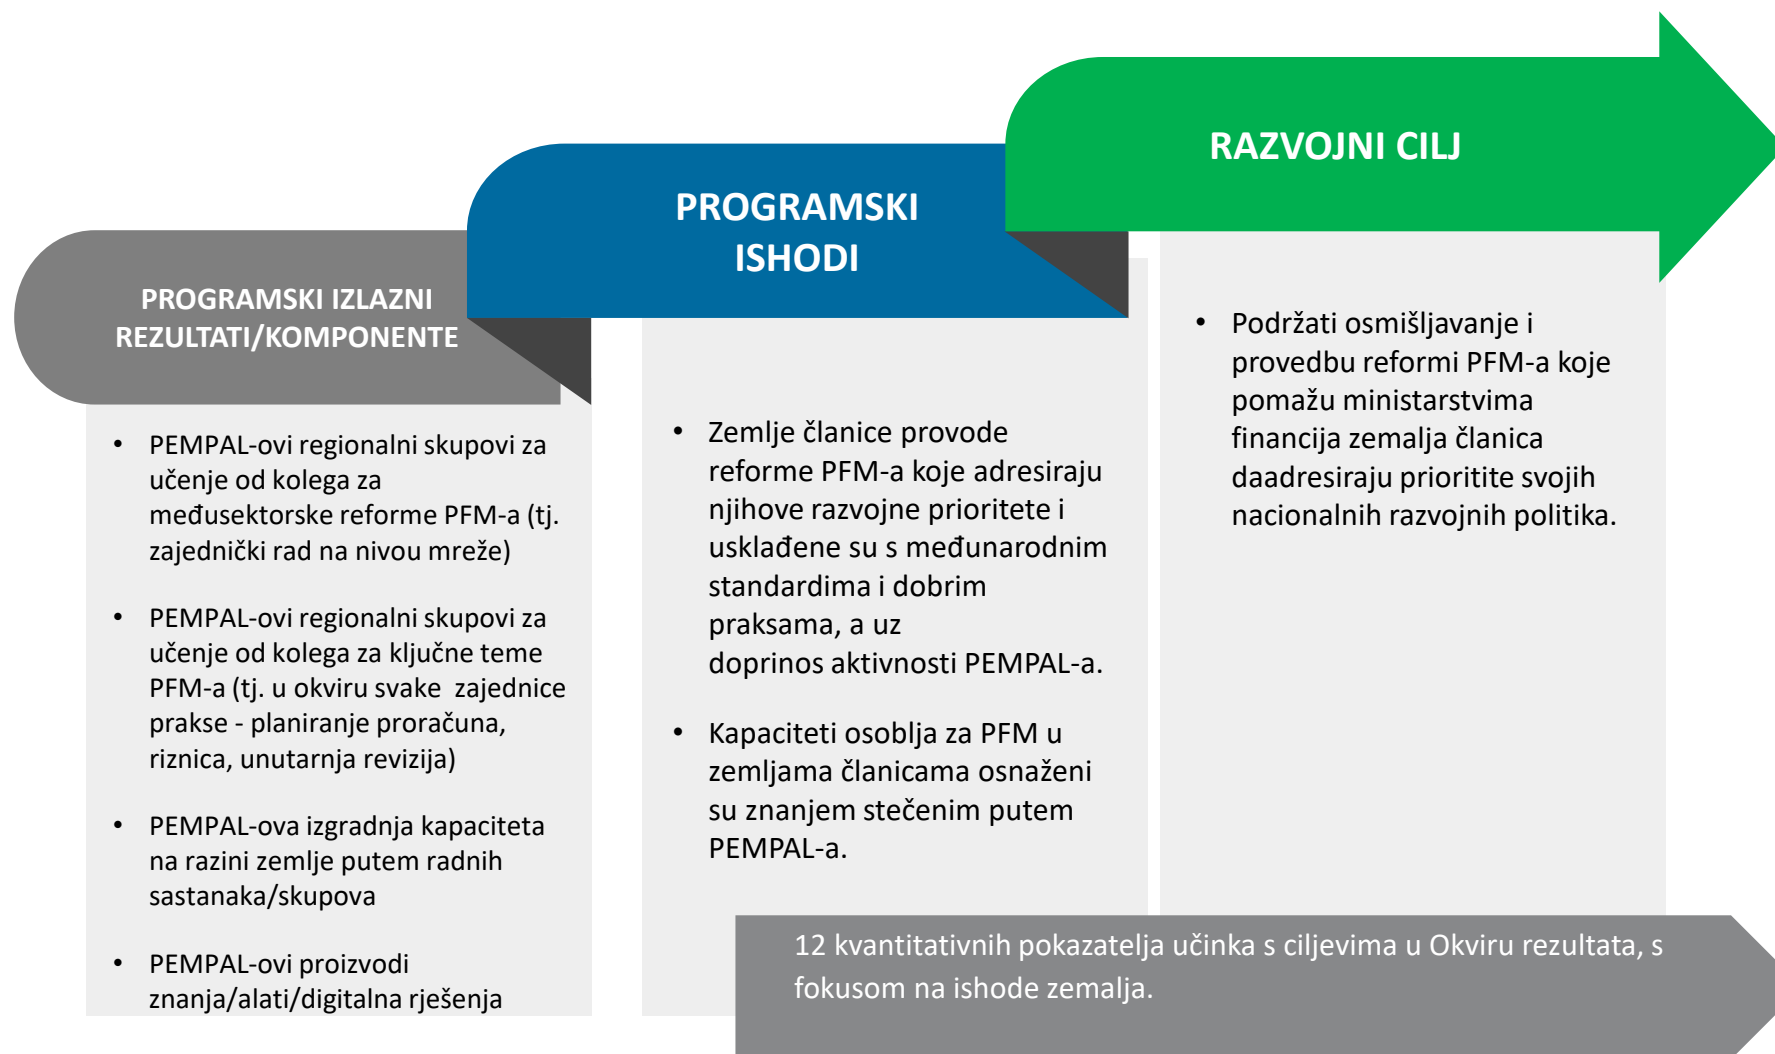 PROGRAMSKI IZLAZNI
REZULTATI/KOMPONENTE
• PEMPAL-ovi regionalni skupovi za
učenje od kolega za
međusektorske reforme PFM-a (tj.
zajednički rad na nivou mreže)
• PEMPAL-ovi regionalni skupovi za
učenje od kolega za ključne teme
PFM-a (tj. u okviru svake zajednice
prakse - planiranje proračuna,
riznica, unutarnja revizija)
• PEMPAL-ova izgradnja kapaciteta
na razini zemlje putem radnih
sastanaka/skupova
• PEMPAL-ovi proizvodi
znanja/alati/digitalna rješenja
PROGRAMSKI
ISHODI
• Zemlje članice provode
reforme PFM-a koje adresiraju
njihove razvojne prioritete i
usklađene su s međunarodnim
standardima i dobrim
praksama, a uz
doprinos aktivnosti PEMPAL-a.
• Kapaciteti osoblja za PFM u
zemljama članicama osnaženi
su znanjem stečenim putem
PEMPAL-a.
RAZVOJNI CILJ
• Podržati osmišljavanje i
provedbu reformi PFM-a koje
pomažu ministarstvima
financija zemalja članica
daadresiraju prioritite svojih
nacionalnih razvojnih politika.
12 kvantitativnih pokazatelja učinka s ciljevima u Okviru rezultata, s
fokusom na ishode zemalja.